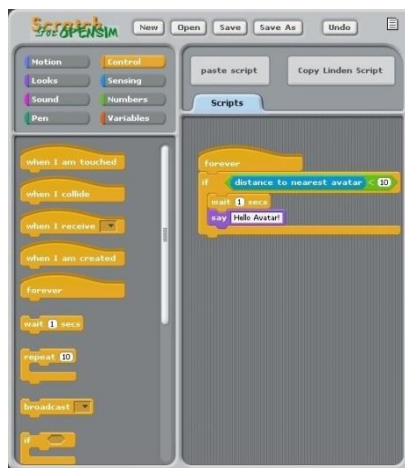 Scratch for OPENSIM
New Open Save Save As Undo
Motion Control
Looks Sensing
Sound Numbers
Pen Variables
paste script Copy Linden Script
Scripts
when I am touched
when I collide
when I receive
when I am created
forever
wait 1 secs
repeat 10
broadcast
if
forever
if distance to nearest avatar < 10
wait 1 secs
say Hello Avatar!